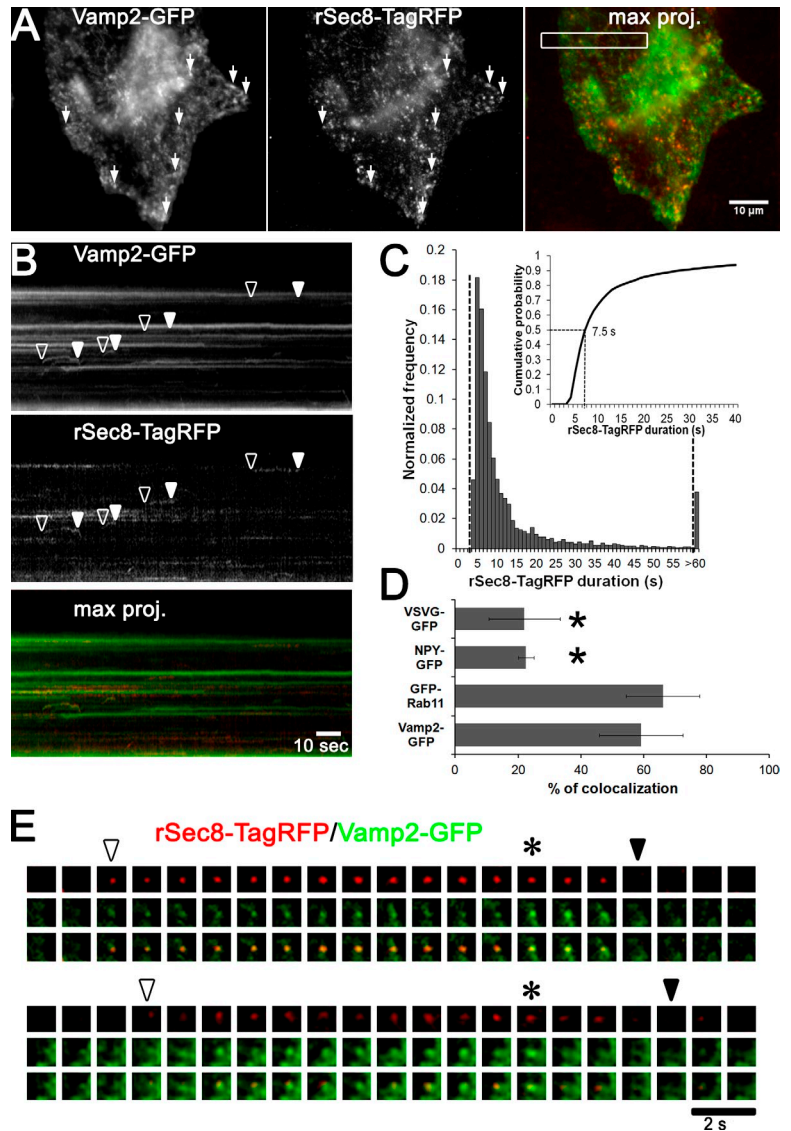 A
Vamp2-GFP
rSec8-TagRFP
max proj.
10 µm
B
Vamp2-GFP
rSec8-TagRFP
max proj.
10 sec
C
Normalized frequency
0.2
0.18
0.16
0.14
0.12
0.10
0.08
0.06
0.04
0.02
0
0 5 10 15 20 25 30 35 40 45 50 55 >60
rSec8-TagRFP duration (s)
Cumulative probability
1
0.9
0.8
0.7
0.6
0.5
0.4
0.3
0.2
0.1
0
7.5 s
0 5 10 15 20 25 30 35 40
rSec8-TagRFP duration (s)
D
VSVG-
GFP
*
NPY-
GFP
*
GFP-
Rab11
Vamp2-
GFP
0 20 40 60 80 100
% of colocalization
E
rSec8-TagRFP/Vamp2-GFP
*
*
2 s